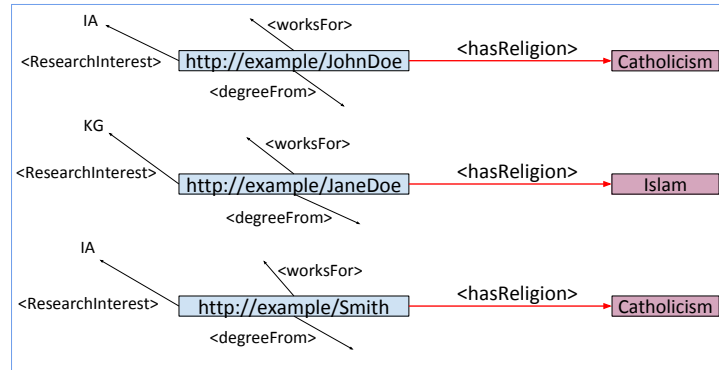 IA
<worksFor>
<hasReligion>
<ResearchInterest>
http://example/JohnDoe
Catholicism
<degreeFrom>
KG
<worksFor>
<hasReligion>
<ResearchInterest>
http://example/JaneDoe
Islam
<degreeFrom>
IA
<worksFor>
<hasReligion>
<ResearchInterest>
http://example/Smith
Catholicism
<degreeFrom>